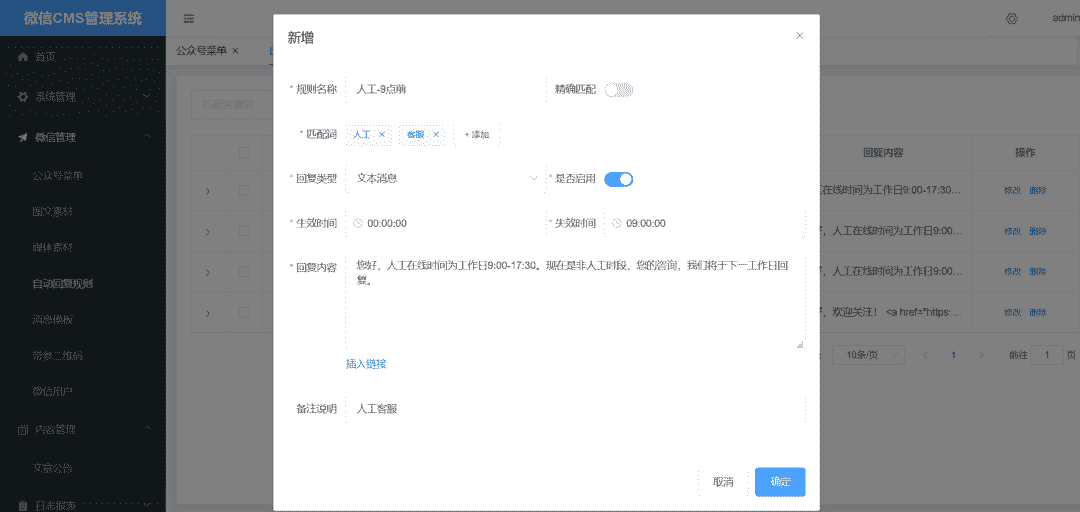 微信CMS管理系统
admin
公众号菜单 ×
首页
系统管理
微信管理
公众号菜单
图文素材
媒体素材
自动回复规则
消息模板
带参二维码
微信用户
内容管理
文章公告
日志报表
匹配关键词
回复内容
操作
在线时间为工作日9:00-17:30...
修改 删除
，人工在线时间为工作日9:00...
修改 删除
，人工在线时间为工作日9:00...
修改 删除
，欢迎关注！ <a href="https:...
修改 删除
10条/页
1
前往 1 页
新增
×
* 规则名称 人工-9点前
精确匹配
* 匹配词 人工 × 客服 × + 添加
* 回复类型 文本消息
* 是否启用
* 生效时间 00:00:00
* 失效时间 09:00:00
* 回复内容 您好，人工在线时间为工作日9:00-17:30。现在是非人工时段，您的咨询，我们将于下一工作日回
复。
插入链接
备注说明 人工客服
取消 确定